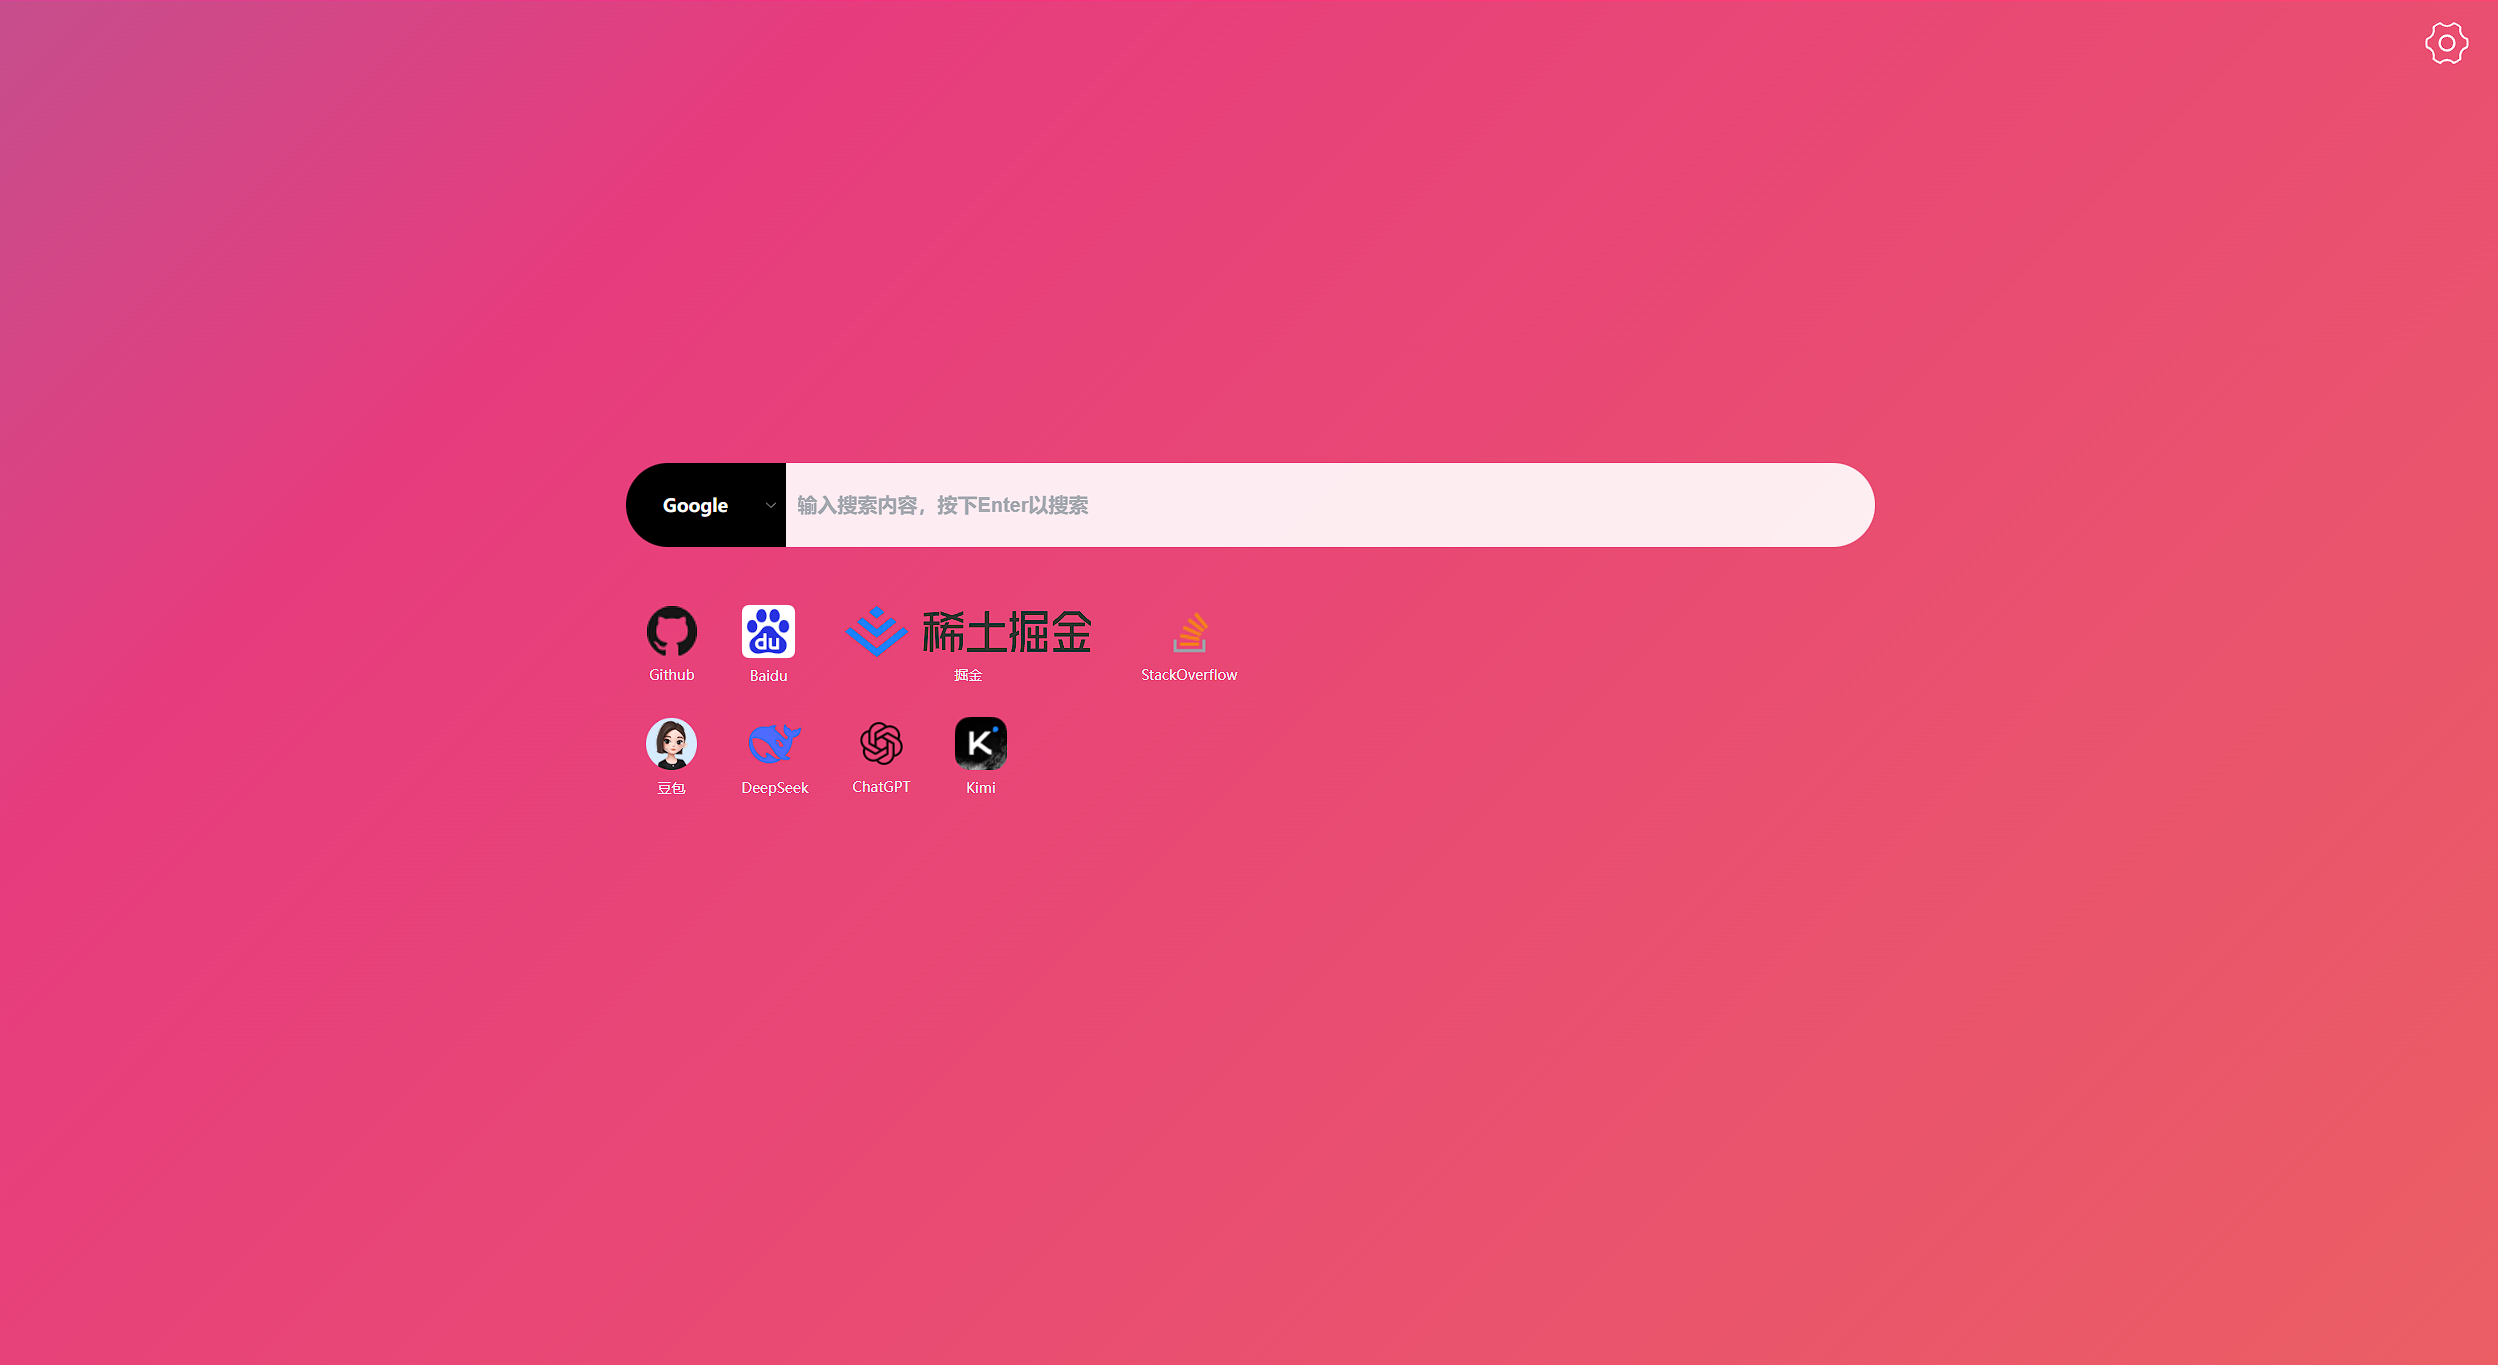 Google
输入搜索内容，按下Enter以搜索
du
稀土掘金
Github
Baidu
掘金
StackOverflow
K
豆包
DeepSeek
ChatGPT
Kimi